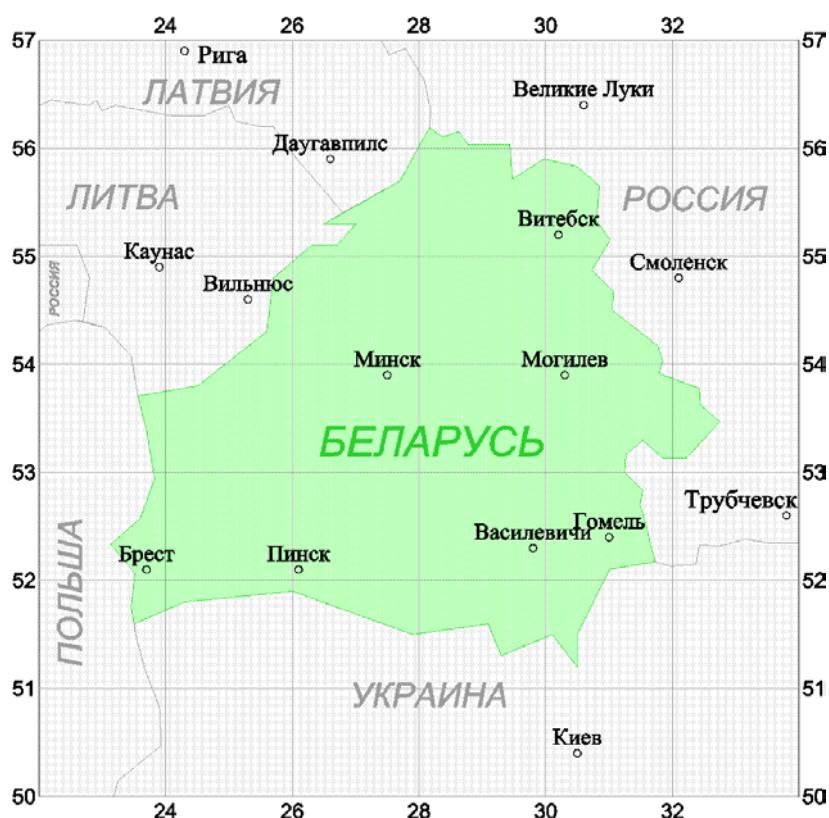 24 26 28 30 32
57 57
Рига
ЛАТВИЯ
Великие Луки
56 56
Даугавпилс
ЛИТВА
РОССИЯ
Витебск
55 55
Каунас
Смоленск
РОССИЯ
Вильнюс
54 54
Минск
Могилев
БЕЛАРУСЬ
53 53
Трубчевск
Гомель
Василевичи
Брест
Пинск
52 52
ПОЛЬША
51 51
УКРАИНА
Киев
50 50
24 26 28 30 32